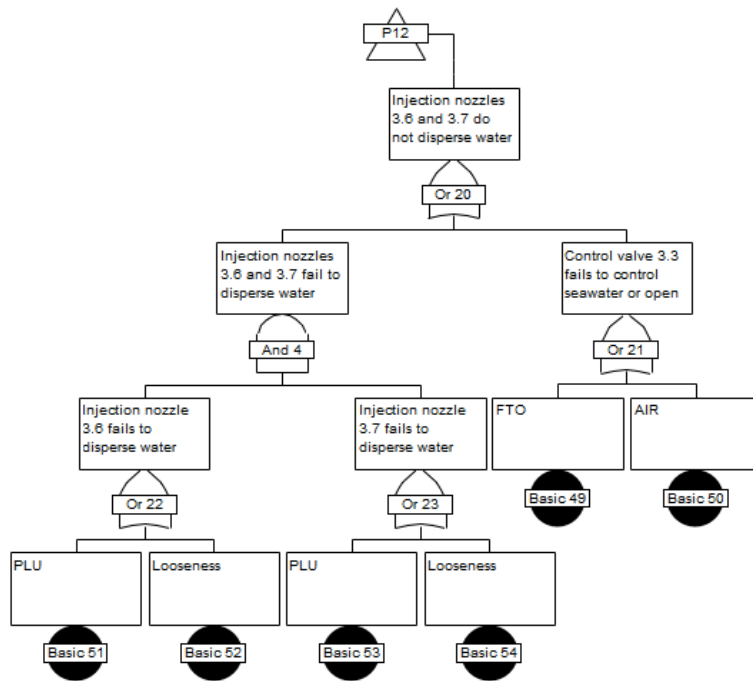 P12
Injection nozzles
3.6 and 3.7 do
not disperse water
Or 20
Injection nozzles
3.6 and 3.7 fail to
disperse water
Control valve 3.3
fails to control
seawater or open
And 4
Or 21
Injection nozzle
3.6 fails to
disperse water
Injection nozzle
3.7 fails to
disperse water
FTO
AIR
Or 22
Or 23
Basic 49
Basic 50
PLU
Looseness
PLU
Looseness
Basic 51
Basic 52
Basic 53
Basic 54